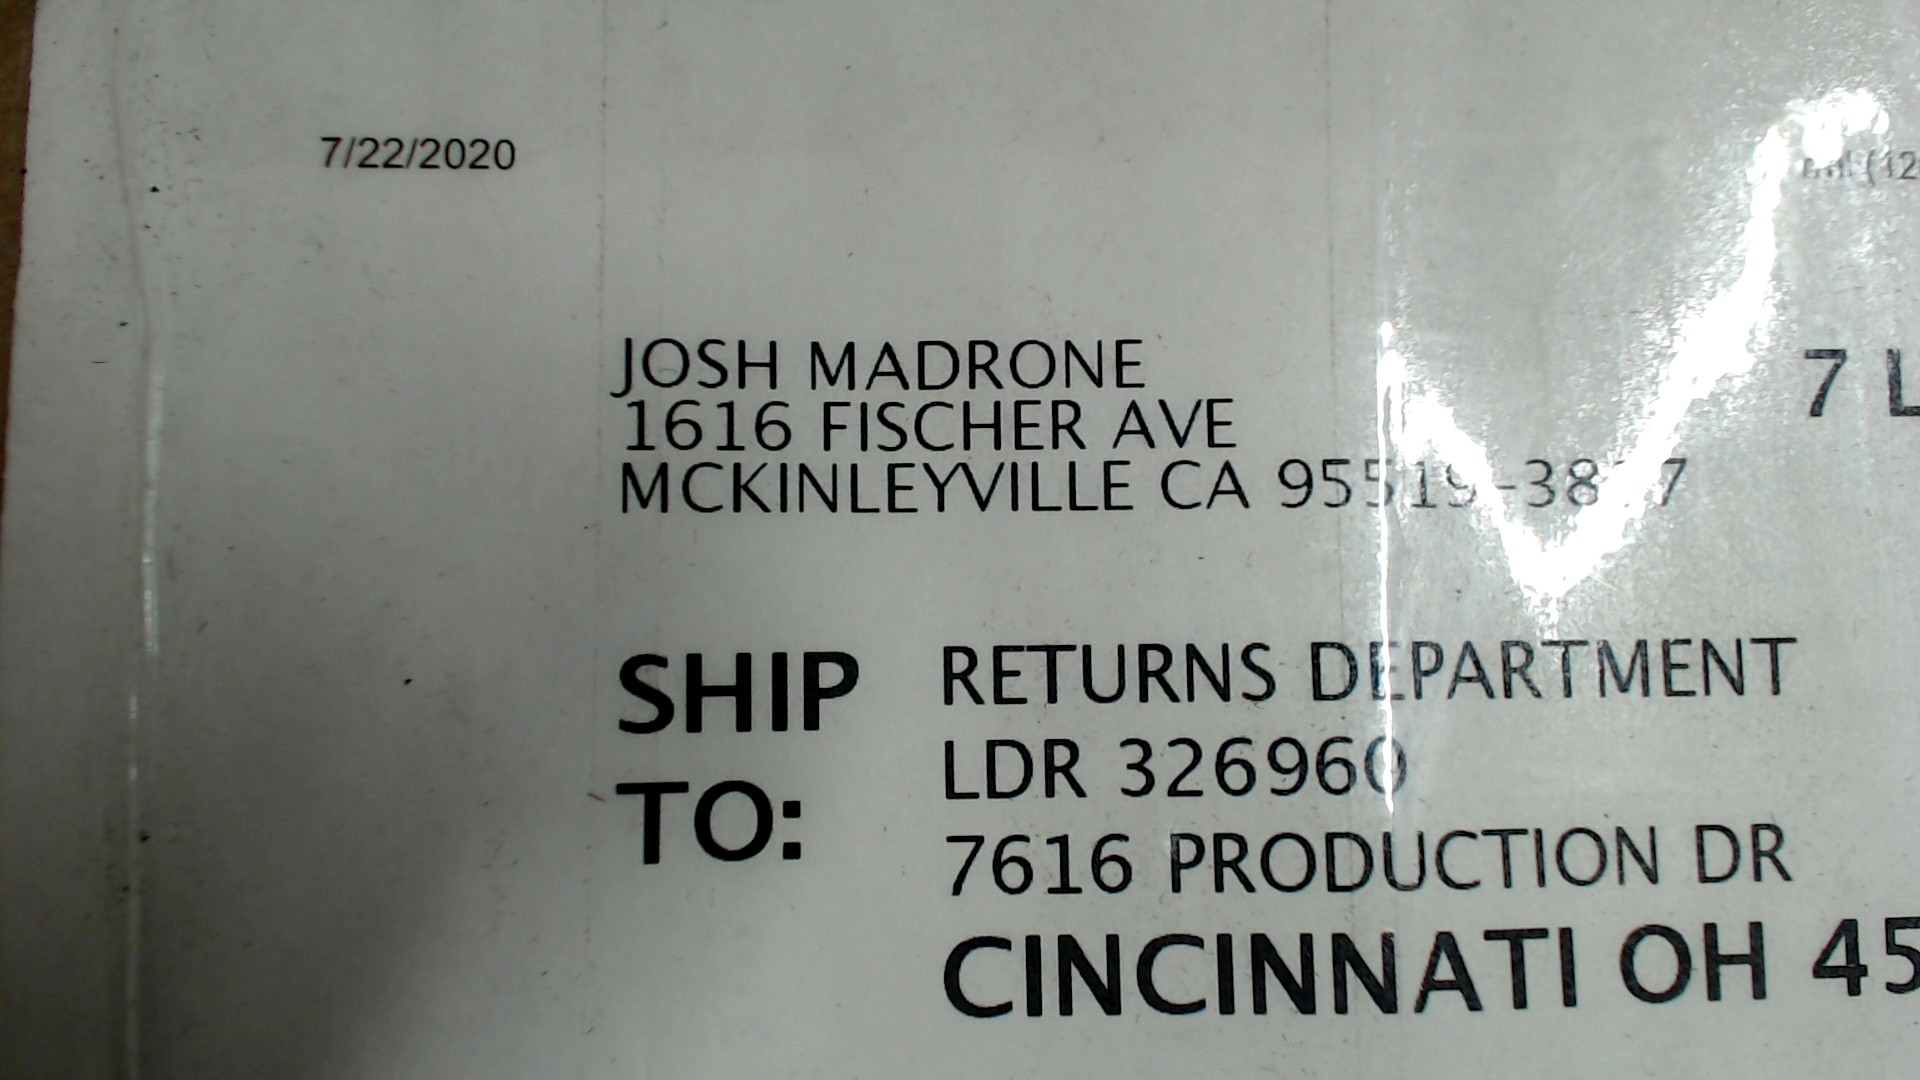 7/22/2020
JOSH MADRONE
7 L
1616 FISCHER AVE
MCKINLEYVILLE CA
SHIP TO:
RETURNS DEPARTMENT
LDR 326960
7616 PRODUCTION DR
CINCINNATI OH 45